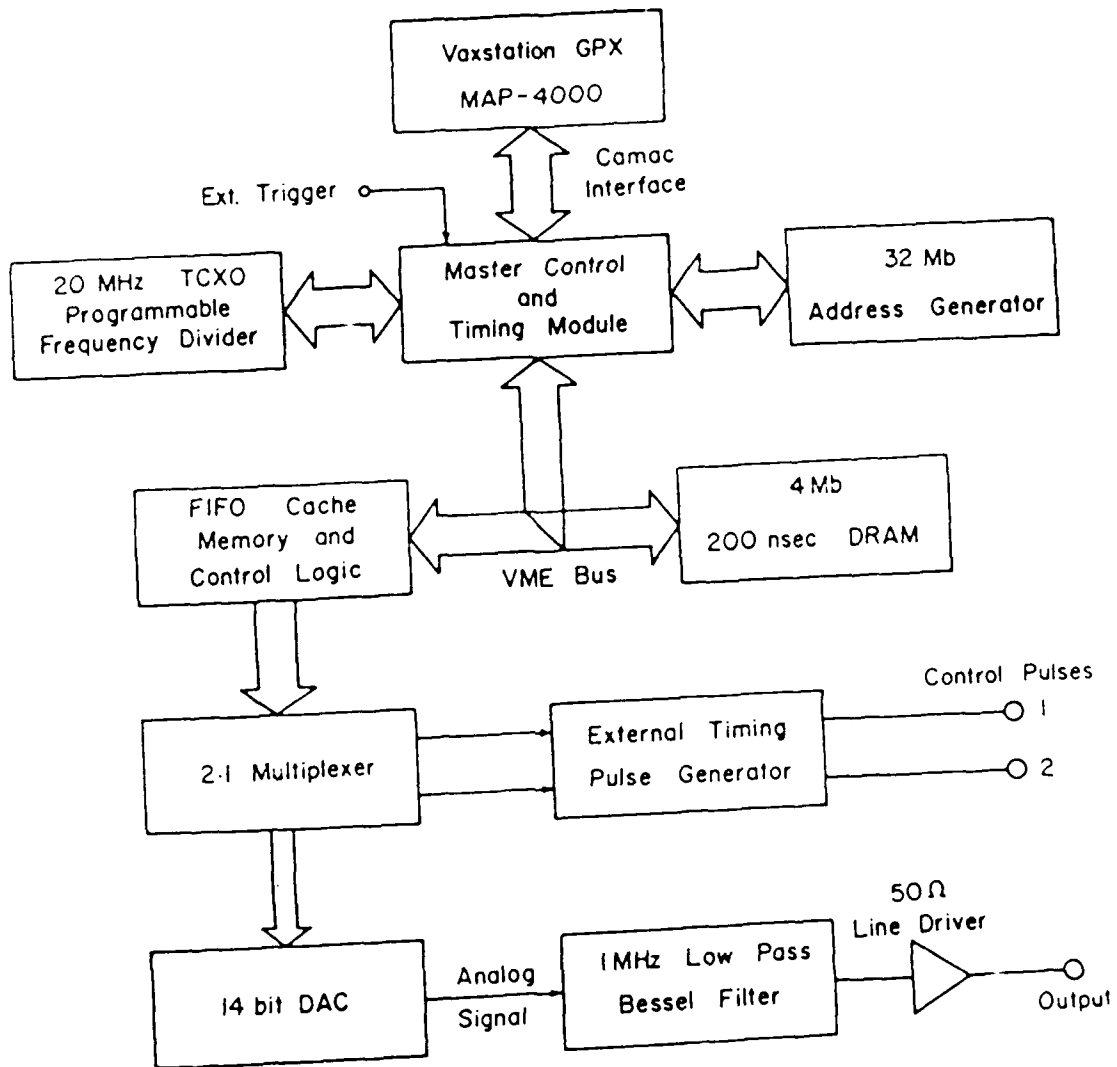 Vaxstation GPX
MAP-4000
Camac
Interface
Ext. Trigger
20 MHz TCXO
Programmable
Frequency Divider
Master Control
and
Timing Module
32 Mb
Address Generator
FIFO Cache
Memory and
Control Logic
VME Bus
4 Mb
200 nsec DRAM
2:1 Multiplexer
External Timing
Pulse Generator
Control Pulses
1
2
14 bit DAC
Analog
Signal
1 MHz Low Pass
Bessel Filter
50 Ω
Line Driver
Output